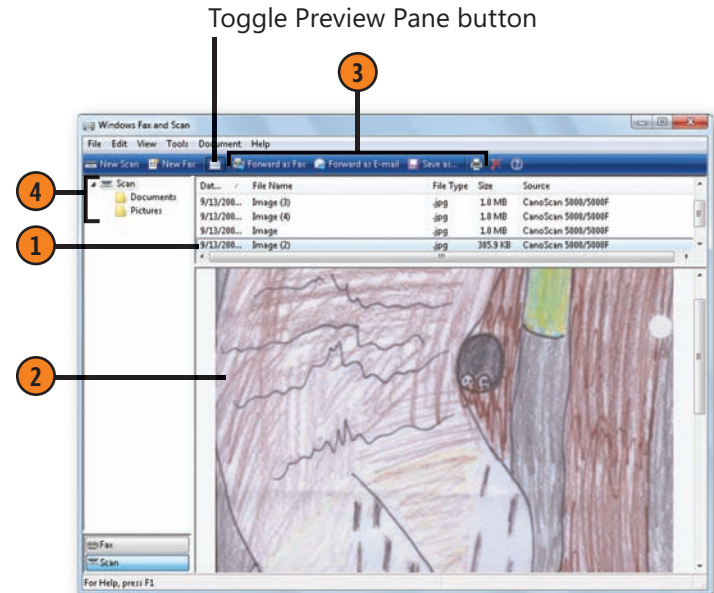 Toggle Preview Pane button
3
Windows Fax and Scan
File Edit View Tools Document Help
New Scan New Fax Forward as Fax Forward as E-mail Save as...
4
Scan
Documents
Pictures
Dat... File Name File Type Size Source
9/13/200... Image (3) .jpg 1.0 MB CanoScan 5000/5000F
9/13/200... Image (4) .jpg 1.0 MB CanoScan 5000/5000F
9/13/200... Image .jpg 1.0 MB CanoScan 5000/5000F
1
9/13/200... Image (2) .jpg 385.9 KB CanoScan 5000/5000F
2
Fax
Scan
For Help, press F1